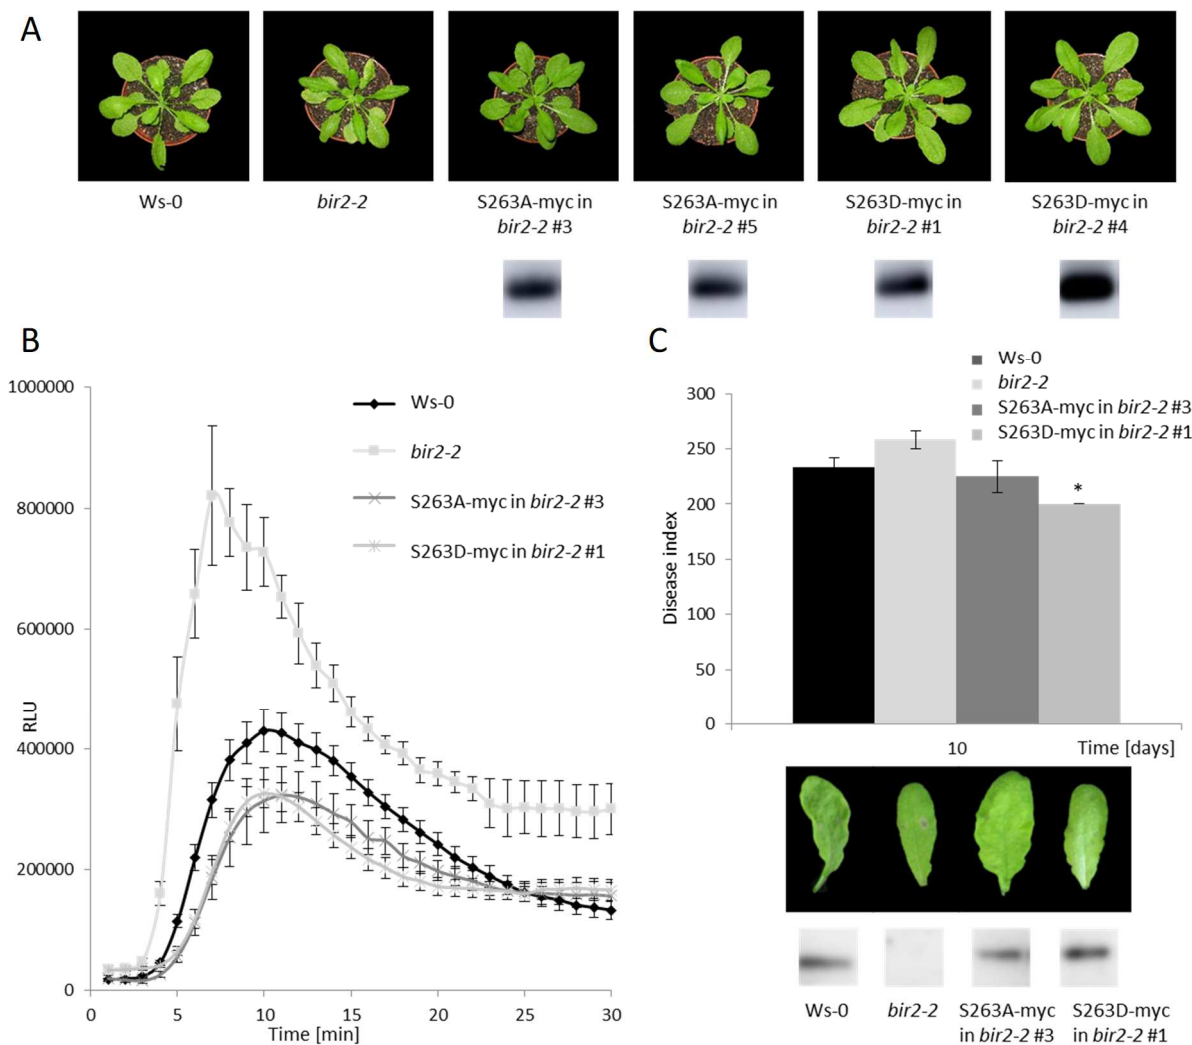 A
Ws-0
bir2-2
S263A-myc in
bir2-2 #3
S263A-myc in
bir2-2 #5
S263D-myc in
bir2-2 #1
S263D-myc in
bir2-2 #4
B
1000000
800000
600000
400000
200000
0
RLU
0 5 10 15 20 25 30
Time [min]
Ws-0
bir2-2
S263A-myc in bir2-2 #3
S263D-myc in bir2-2 #1
C
Ws-0
bir2-2
S263A-myc in bir2-2 #3
S263D-myc in bir2-2 #1
300
250
200
150
100
50
0
Disease index
*
10 Time [days]
Ws-0
bir2-2
S263A-myc
in bir2-2 #3
S263D-myc
in bir2-2 #1